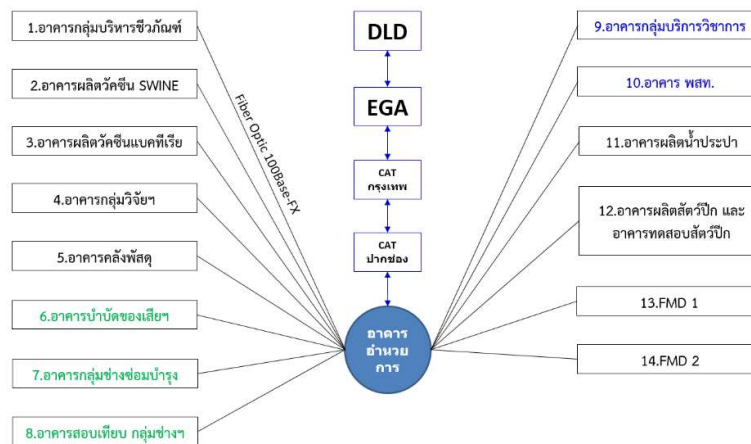 1.อาคารกลุ่มบริหารชีวภัณฑ์
2.อาคารผลิตวัคซีน SWINE
3.อาคารผลิตวัคซีนแบคทีเรีย
4.อาคารกลุ่มวิจัยฯ
5.อาคารคลังพัสดุ
6.อาคารบำบัดของเสียฯ
7.อาคารกลุ่มช่างซ่อมบำรุง
8.อาคารสอบเทียบ กลุ่มช่างฯ
Fiber Optic 100Base-FX
DLD
EGA
CAT
กรุงเทพ
CAT
ปากช่อง
อาคาร
อำนวย
การ
9.อาคารกลุ่มบริการวิชาการ
10.อาคาร พสท.
11.อาคารผลิตน้ำประปา
12.อาคารผลิตสัตว์ปีก และ
อาคารทดสอบสัตว์ปีก
13.FMD 1
14.FMD 2